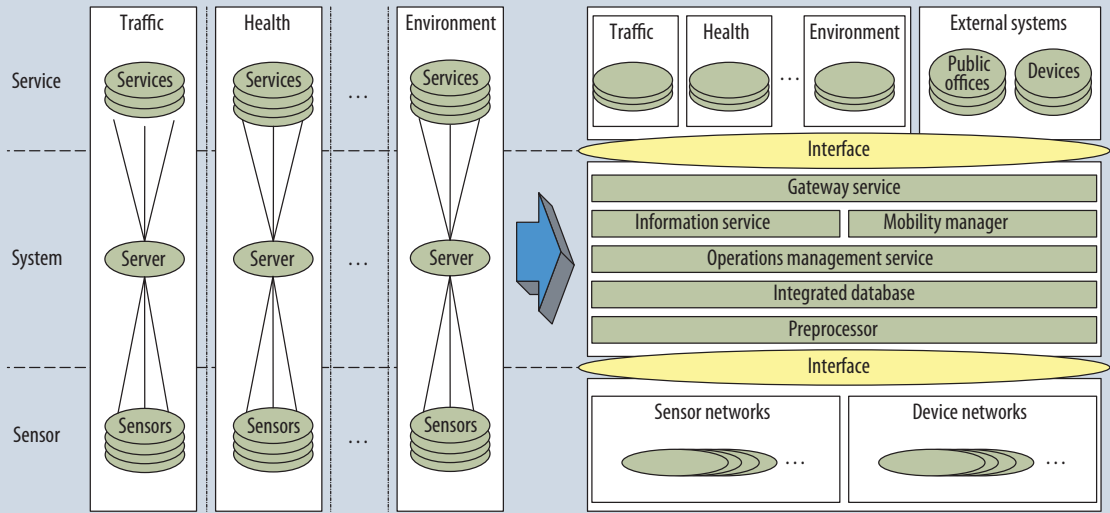 Traffic
Health
Environment
Service
Services
Services
...
Services
System
Server
Server
...
Server
Sensor
Sensors
Sensors
...
Sensors
Traffic
Health
...
Environment
External systems
Public
offices
Devices
Interface
Gateway service
Information service
Mobility manager
Operations management service
Integrated database
Preprocessor
Interface
Sensor networks
...
Device networks
...